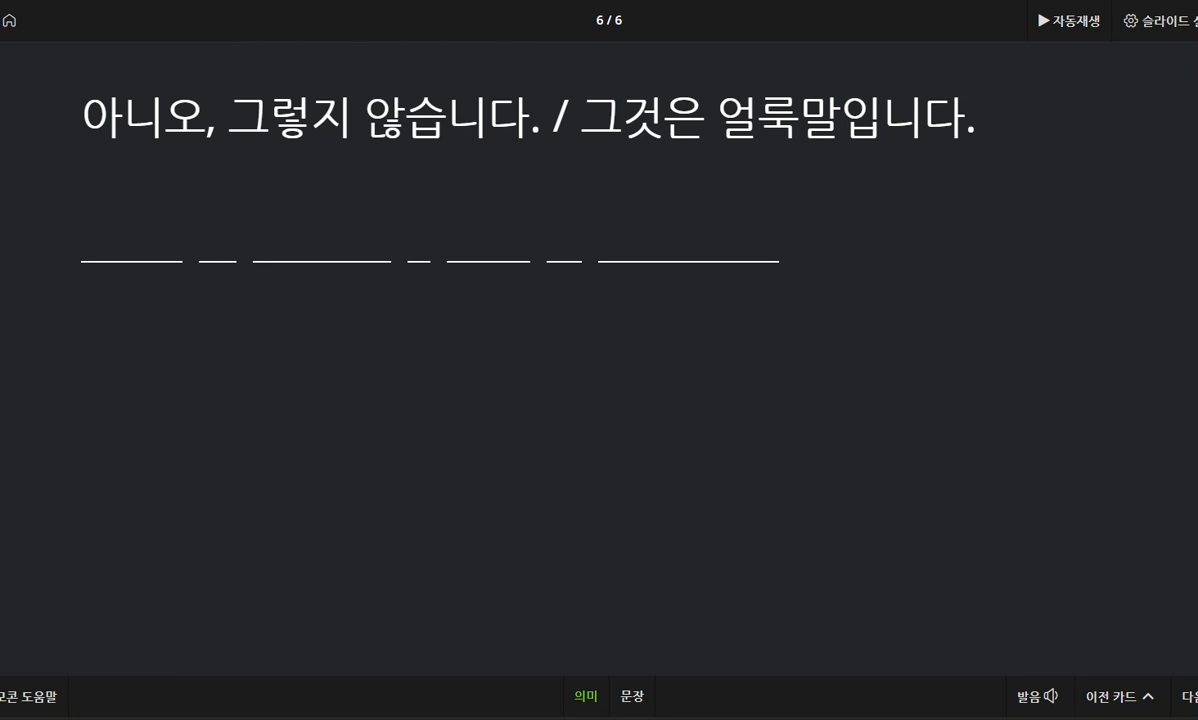 6 / 6
자동재생
슬라이드
아니오, 그렇지 않습니다. / 그것은 얼룩말입니다.
도움말
의미
문장
발음
이전 카드